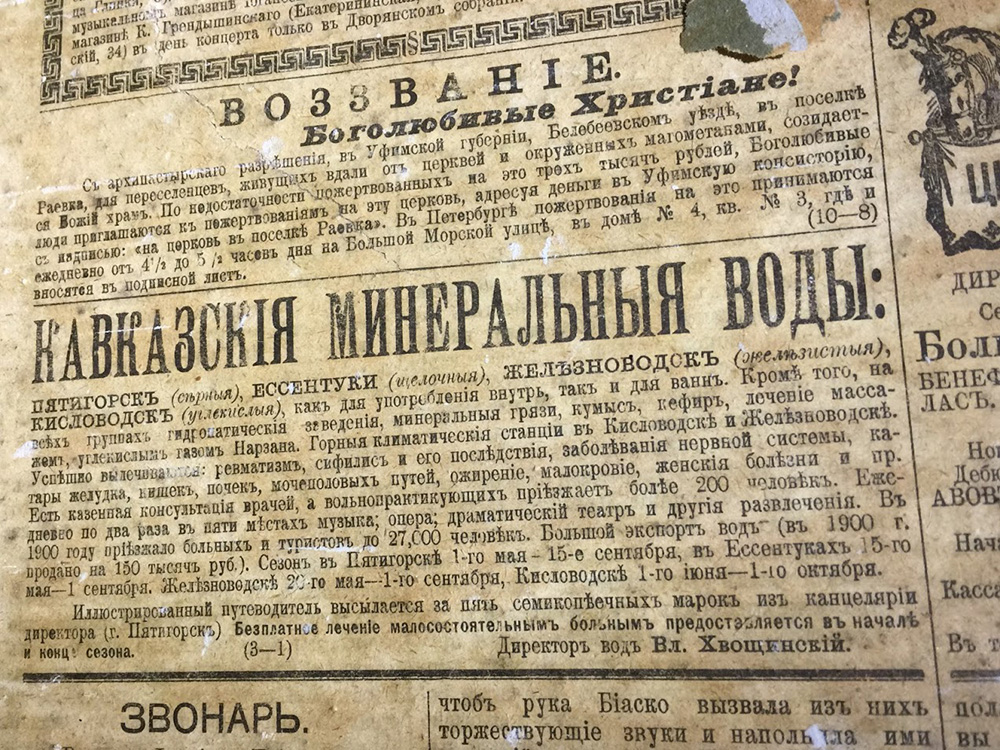 музыкальномъ магазинѣ
магазинѣ К. Грендышинскаго (Екатерининская,
скій, 34) въ день концерта только въ Дворянскомъ собраніи.
ВОЗЗВАНІЕ.
Боголюбивые Христіане!
Съ архипастырскаго разрѣшенія, въ Уфимской губерніи, Белебеевскомъ уѣздѣ, въ поселкѣ
Раевка, для переселенцевъ, живущихъ вдали отъ церквей и окруженныхъ магометанами, созидает-
ся Божій храмъ. По недостаточности пожертвованныхъ на это трехъ тысячъ рублей, Боголюбивые
люди приглашаются къ пожертвованіямъ на эту церковь, адресуя деньги въ Уфимскую консисторію,
съ надписью: «на церковь въ поселкѣ Раевка». Въ Петербургѣ пожертвованія на это принимаются
ежедневно отъ 4½ до 5½ часовъ дня на Большой Морской улицѣ, въ домѣ № 4, кв. № 3, гдѣ и
вносятся въ подписной листъ. (10—8)
КАВКАЗСКІЯ МИНЕРАЛЬНЫЯ ВОДЫ:
ПЯТИГОРСКЪ (сѣрныя), ЕССЕНТУКИ (щелочныя), ЖЕЛѢЗНОВОДСКЪ (желѣзистыя),
КИСЛОВОДСКЪ (углекислыя), какъ для употребленія внутрь, такъ и для ваннъ. Кромѣ того, на
всѣхъ группахъ гидропатическія заведенія, минеральныя грязи, кумысъ, кефиръ, леченіе масса-
жемъ, углекислымъ газомъ Нарзана. Горныя климатическія станціи въ Кисловодскѣ и Желѣзноводскѣ.
Успѣшно вылечиваются: ревматизмъ, сифилисъ и его послѣдствія, заболѣванія нервной системы, ка-
тары желудка, кишекъ, почекъ, мочеполовыхъ путей, ожиреніе, малокровіе, женскія болѣзни и пр.
Есть казенная консультація врачей, а вольнопрактикующихъ пріѣзжаетъ болѣе 200 человѣкъ. Еже-
дневно по два раза въ пяти мѣстахъ музыка; опера; драматическій театръ и другія развлеченія. Въ
1900 году пріѣзжало больныхъ и туристовъ до 27,000 человѣкъ. Большой экспортъ водъ (въ 1900 г.
продано на 150 тысячъ руб.). Сезонъ въ Пятигорскѣ 1-го мая—15-е сентября, въ Ессентукахъ 15-го
мая—1 сентября. Желѣзноводскѣ 20-го мая—1-го сентября, Кисловодскѣ 1-го іюня—1-го октября.
Иллюстрированный путеводитель высылается за пять семикопѣечныхъ марокъ изъ канцеляріи
директора (г. Пятигорскъ) Безплатное леченіе малосостоятельнымъ больнымъ предоставляется въ началѣ
и концѣ сезона. (3—1) Директоръ водъ Вл. Хвощинскій.
ЗВОНАРЬ.
чтобъ рука Біаско вызвала изъ нихъ
торжествующіе звуки и наполнила ими
ДИР
Бол
БЕНЕФ
ЛАСЪ.
Дебю
АВОВ
Нача
Касса
Въ т
пол
вы